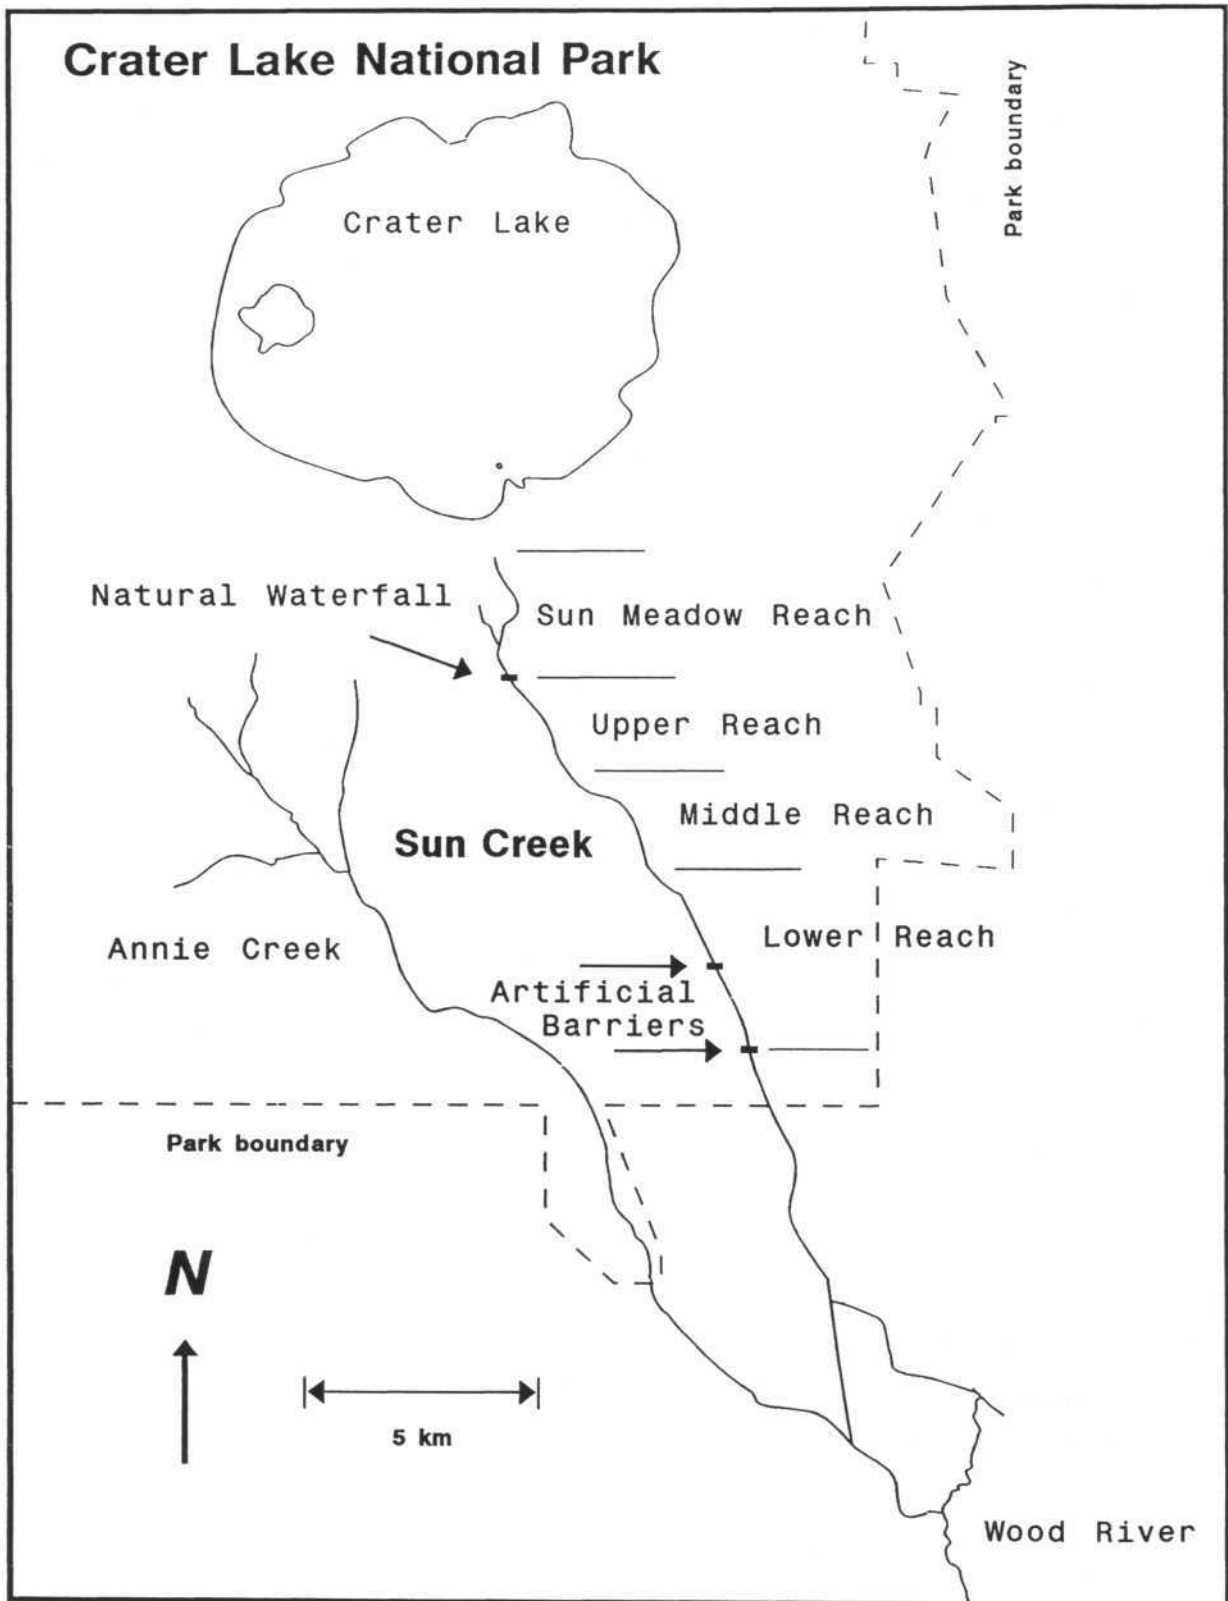 Crater Lake National Park
Park boundary
Crater Lake
Natural Waterfall
Sun Meadow Reach
Upper Reach
Middle Reach
Sun Creek
Lower Reach
Annie Creek
Artificial
Barriers
Park boundary
N
5 km
Wood River